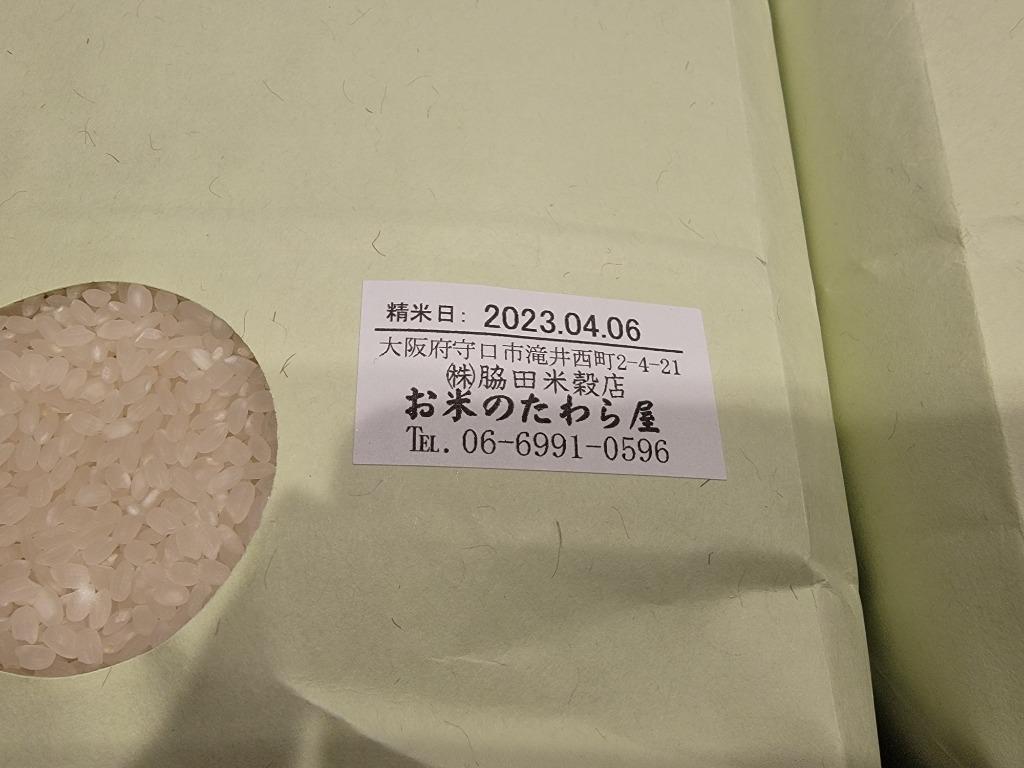 精米日: 2023.04.06
大阪府守口市滝井西町2-4-21
㈱脇田米穀店
お米のたわら屋
℡. 06-6991-0596